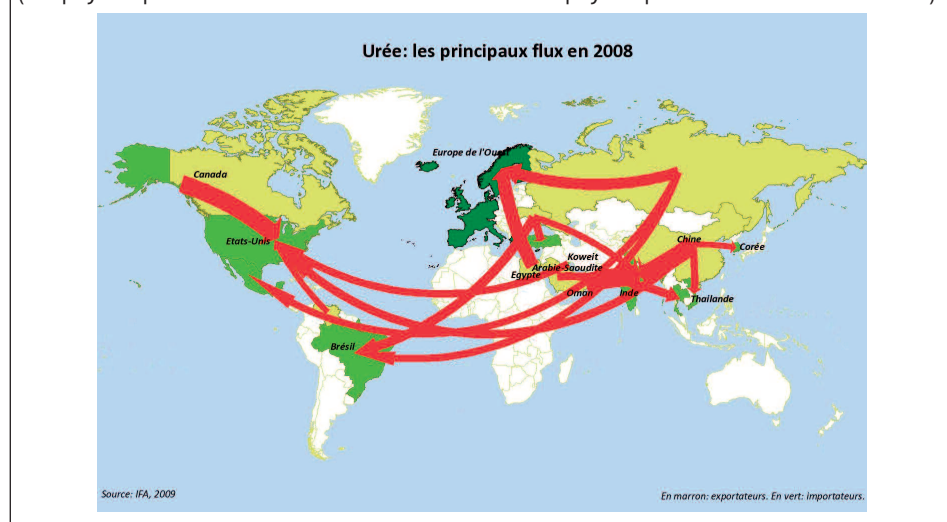 Urée: les principaux flux en 2008
Europe de l'Ouest
Canada
Etats-Unis
Chine
Corée
Koweit
Arabie-Saoudite
Egypte
Oman
Inde
Thaïlande
Brésil
Source: IFA, 2009
En marron: exportateurs. En vert: importateurs.